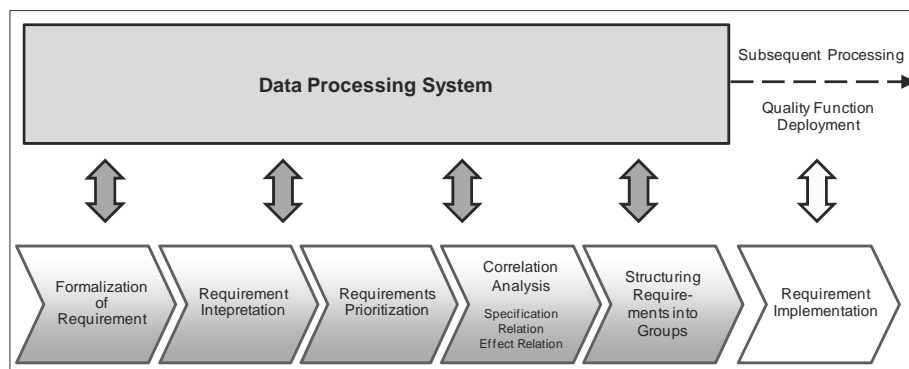 Data Processing System
Subsequent Processing
Quality Function
Deployment
Formalization
of
Requirement
Requirement
Intepretation
Requirements
Prioritization
Correlation
Analysis
Specification
Relation
Effect Relation
Structuring
Require-
ments into
Groups
Requirement
Implementation